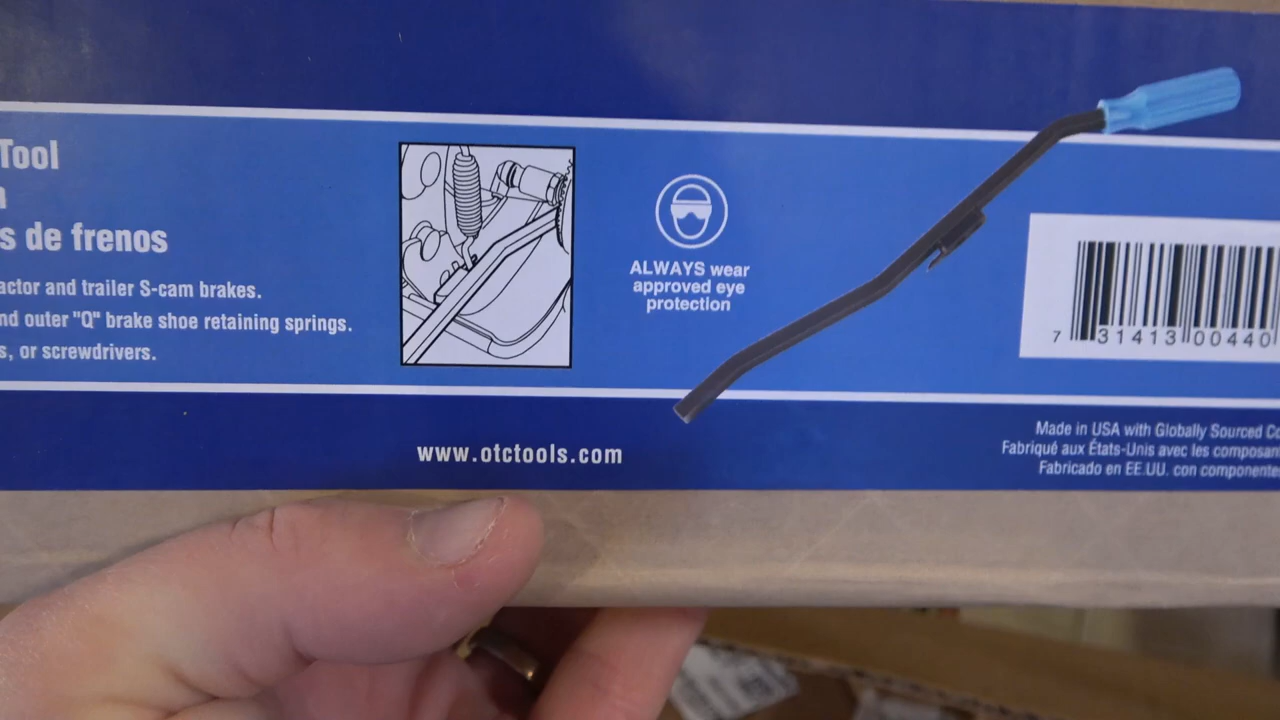 Tool
s de frenos
actor and trailer S-cam brakes.
nd outer "Q" brake shoe retaining springs.
s, or screwdrivers.
ALWAYS wear
approved eye
protection
7 31413 00440
www.otctools.com
Made in USA with Globally Sourced Co
Fabriqué aux États-Unis avec les composan
Fabricado en EE.UU. con componentes